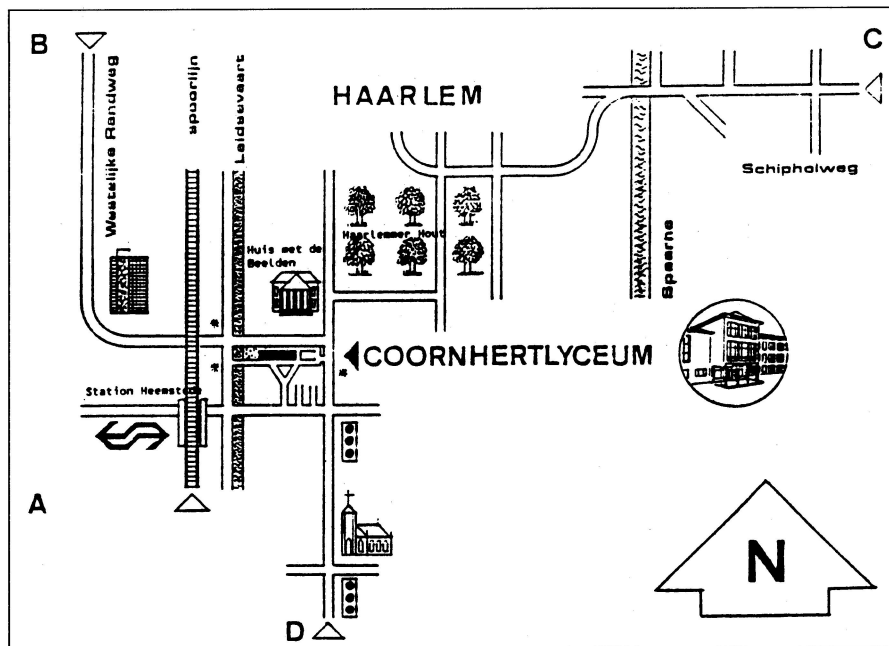 B
C
Westelijke Randweg
spoorlijn
Leidsevaart
HAARLEM
Schipholweg
Spaarne
Haarlemmer Hout
Huis met de
Beelden
COORNHERTLYCEUM
Station Heemstede
A
N
D